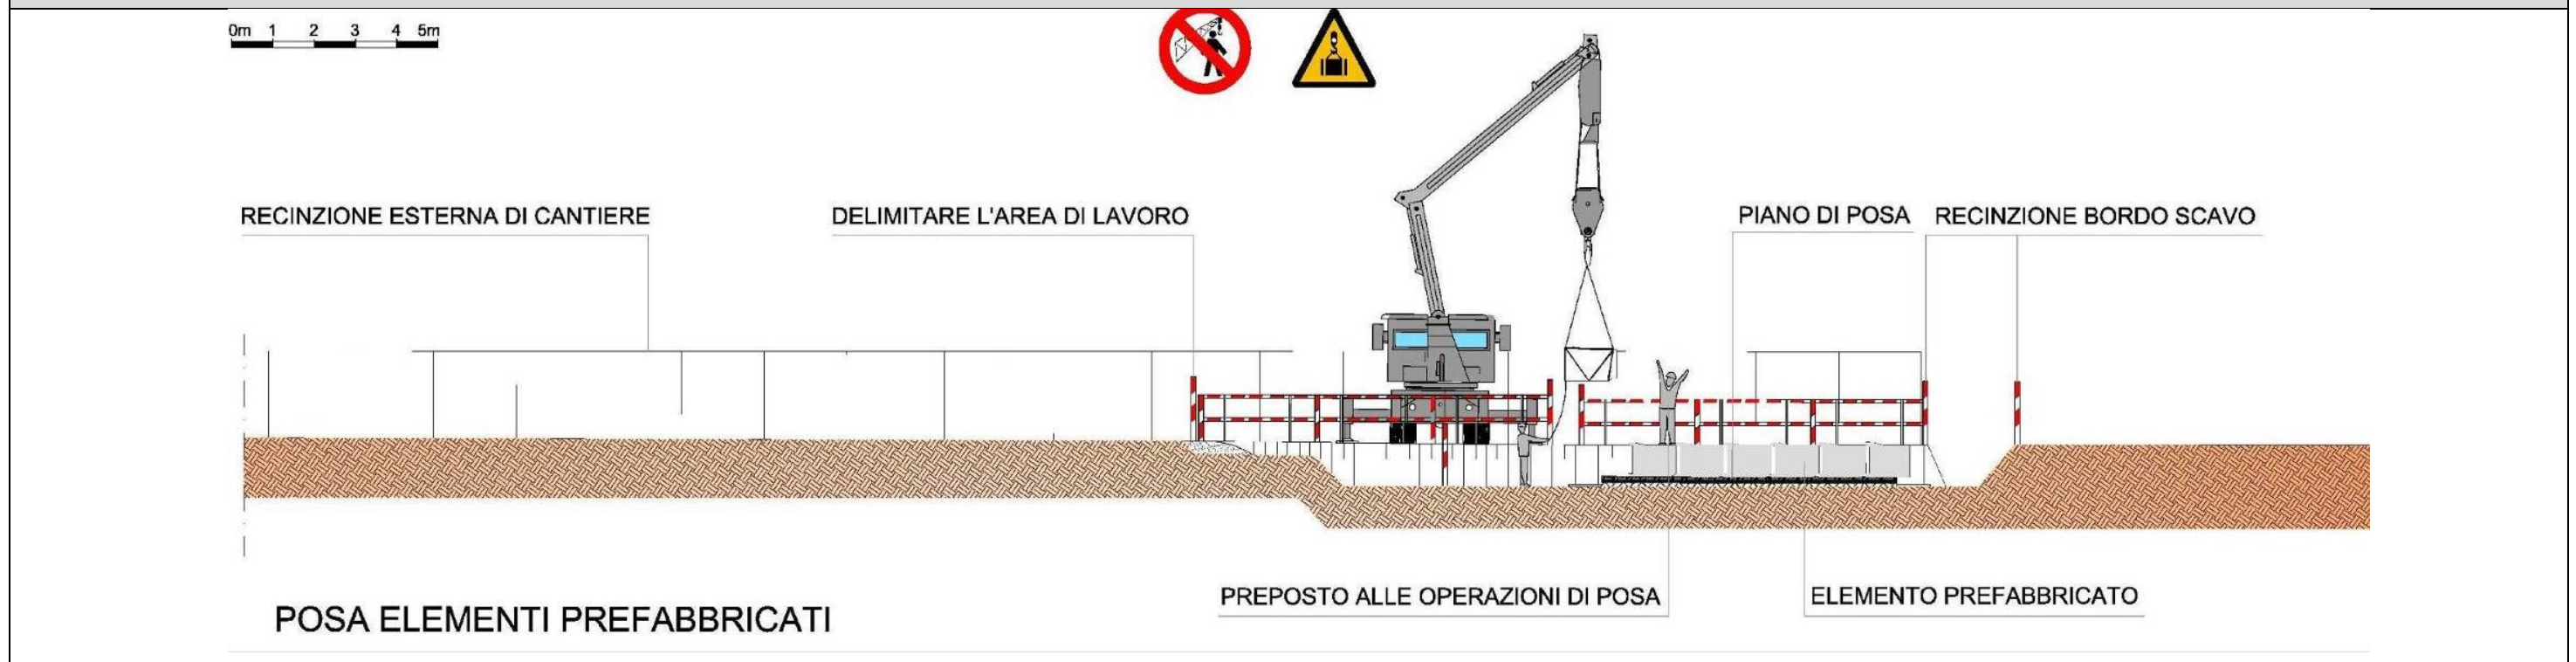 0m 1 2 3 4 5m
RECINZIONE ESTERNA DI CANTIERE
DELIMITARE L'AREA DI LAVORO
PIANO DI POSA
RECINZIONE BORDO SCAVO
PREPOSTO ALLE OPERAZIONI DI POSA
ELEMENTO PREFABBRICATO
POSA ELEMENTI PREFABBRICATI